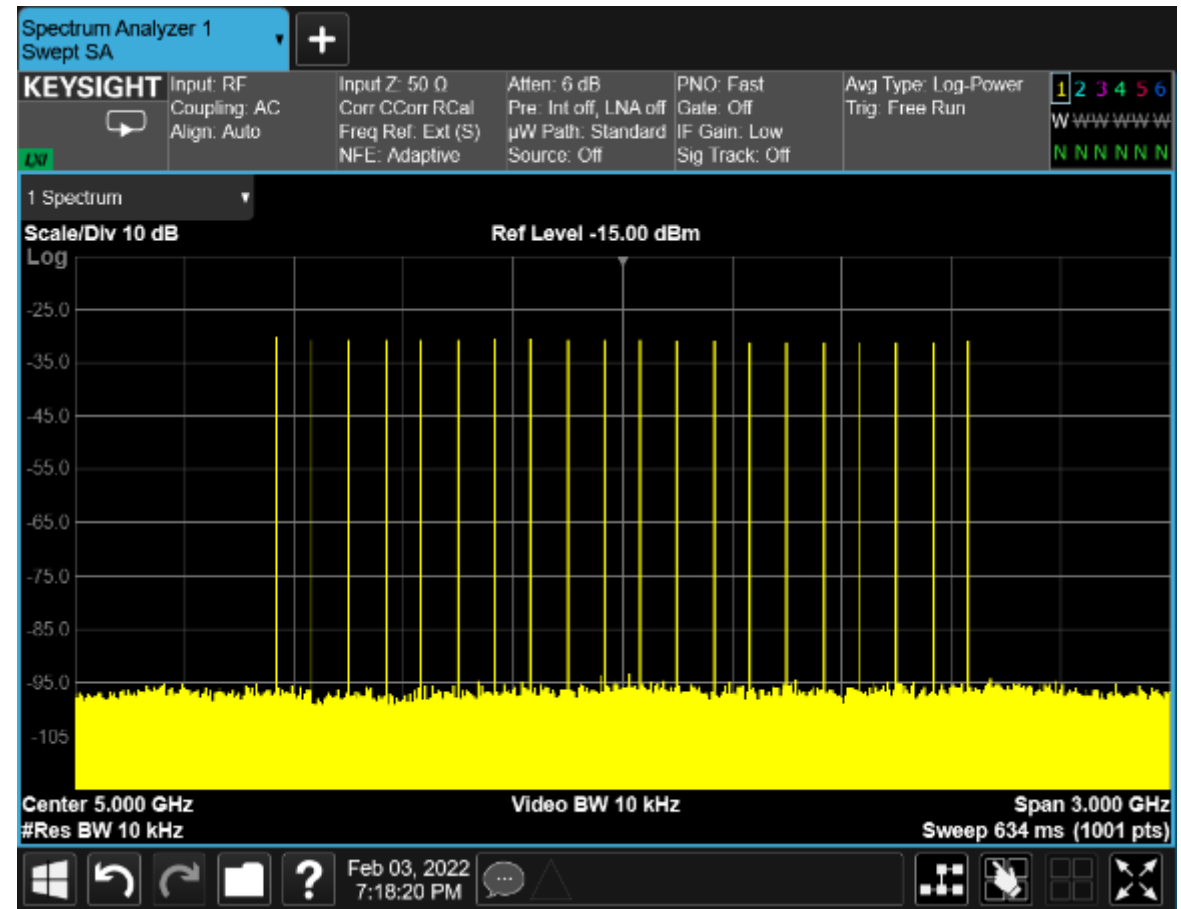 Spectrum Analyzer 1
Swept SA
+
KEYSIGHT
LXI
Input: RF
Coupling: AC
Align: Auto
Input Z: 50 Ω
Corr CCorr RCal
Freq Ref: Ext (S)
NFE: Adaptive
Atten: 6 dB
Pre: Int off, LNA off
µW Path: Standard
Source: Off
PNO: Fast
Gate: Off
IF Gain: Low
Sig Track: Off
Avg Type: Log-Power
Trig: Free Run
1 2 3 4 5 6
W W W W W W
N N N N N N
1 Spectrum
Scale/Div 10 dB
Ref Level -15.00 dBm
Log
-25.0
-35.0
-45.0
-55.0
-65.0
-75.0
-85.0
-95.0
-105
Center 5.000 GHz
Video BW 10 kHz
Span 3.000 GHz
#Res BW 10 kHz
Sweep 634 ms (1001 pts)
?
Feb 03, 2022
7:18:20 PM